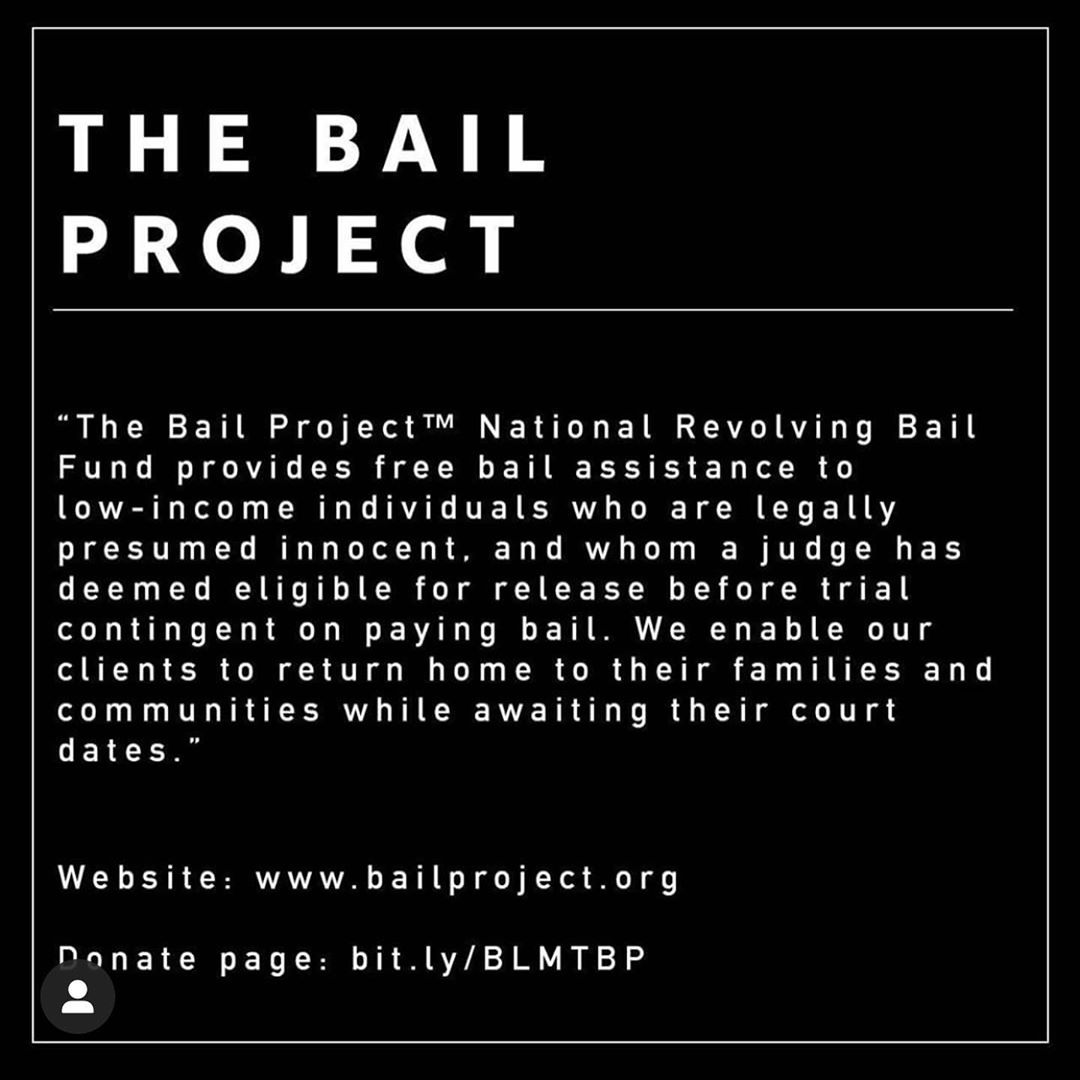 THE BAIL
PROJECT
“The Bail Project™ National Revolving Bail
Fund provides free bail assistance to
low-income individuals who are legally
presumed innocent, and whom a judge has
deemed eligible for release before trial
contingent on paying bail. We enable our
clients to return home to their families and
communities while awaiting their court
dates.”
Website: www.bailproject.org
Donate page: bit.ly/BLMTBP